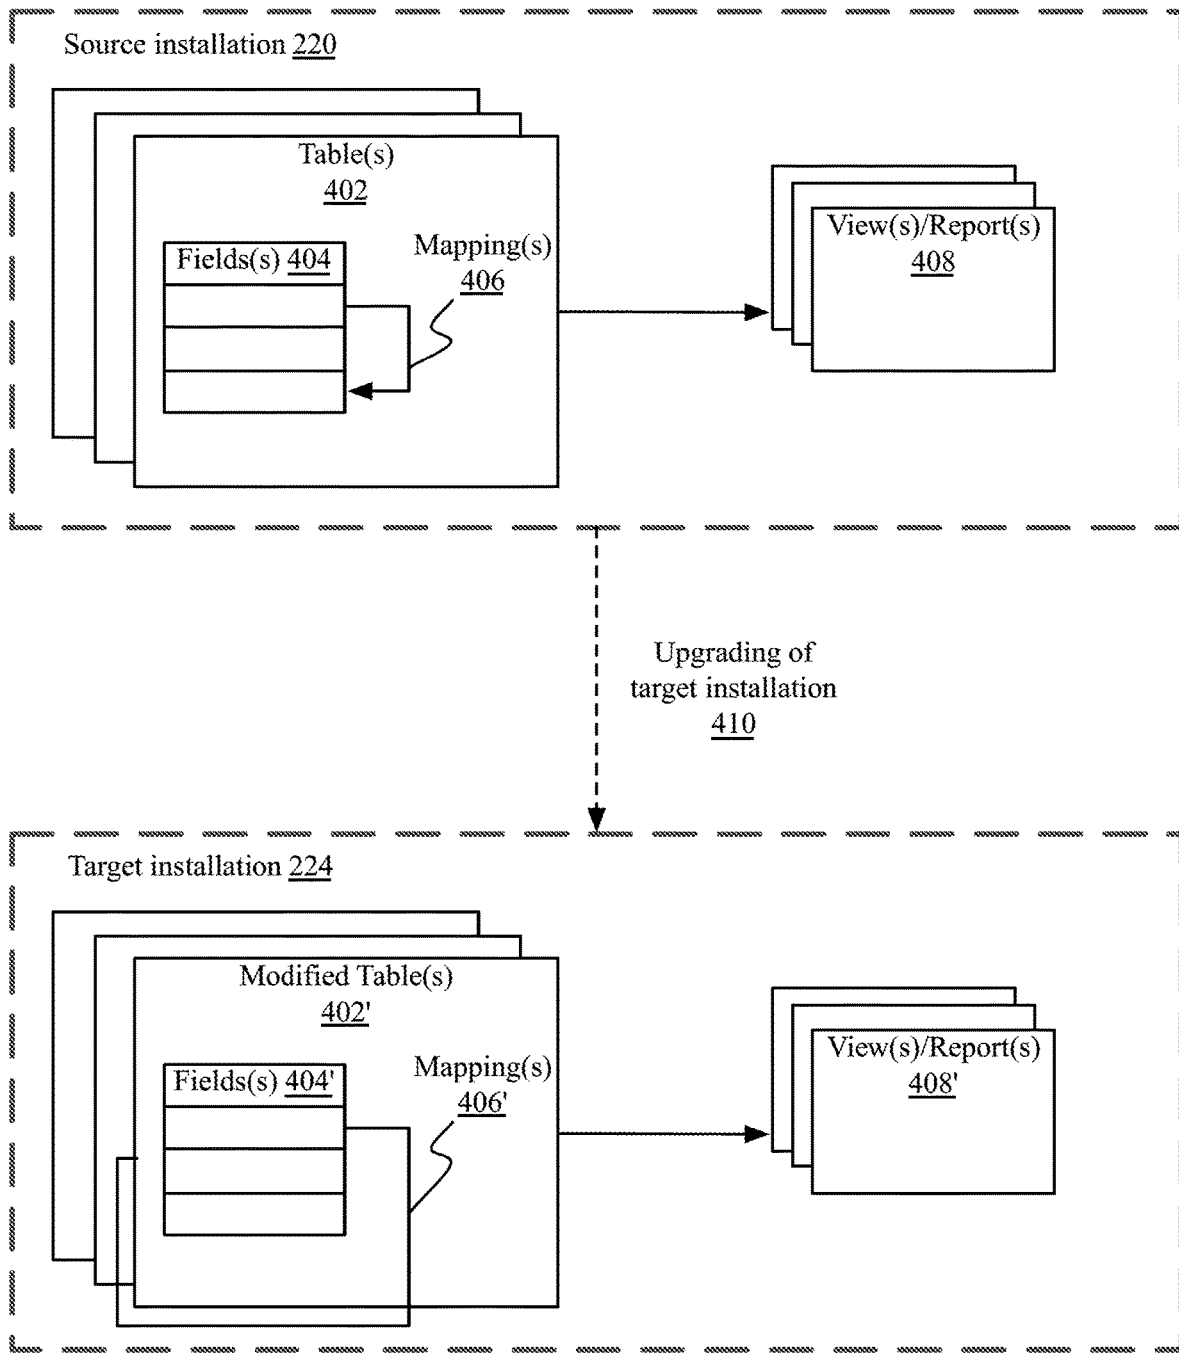 Source installation 220
Table(s)
402
Fields(s) 404
Mapping(s)
406
View(s)/Report(s)
408
Upgrading of
target installation
410
Target installation 224
Modified Table(s)
402'
Fields(s) 404'
Mapping(s)
406'
View(s)/Report(s)
408'